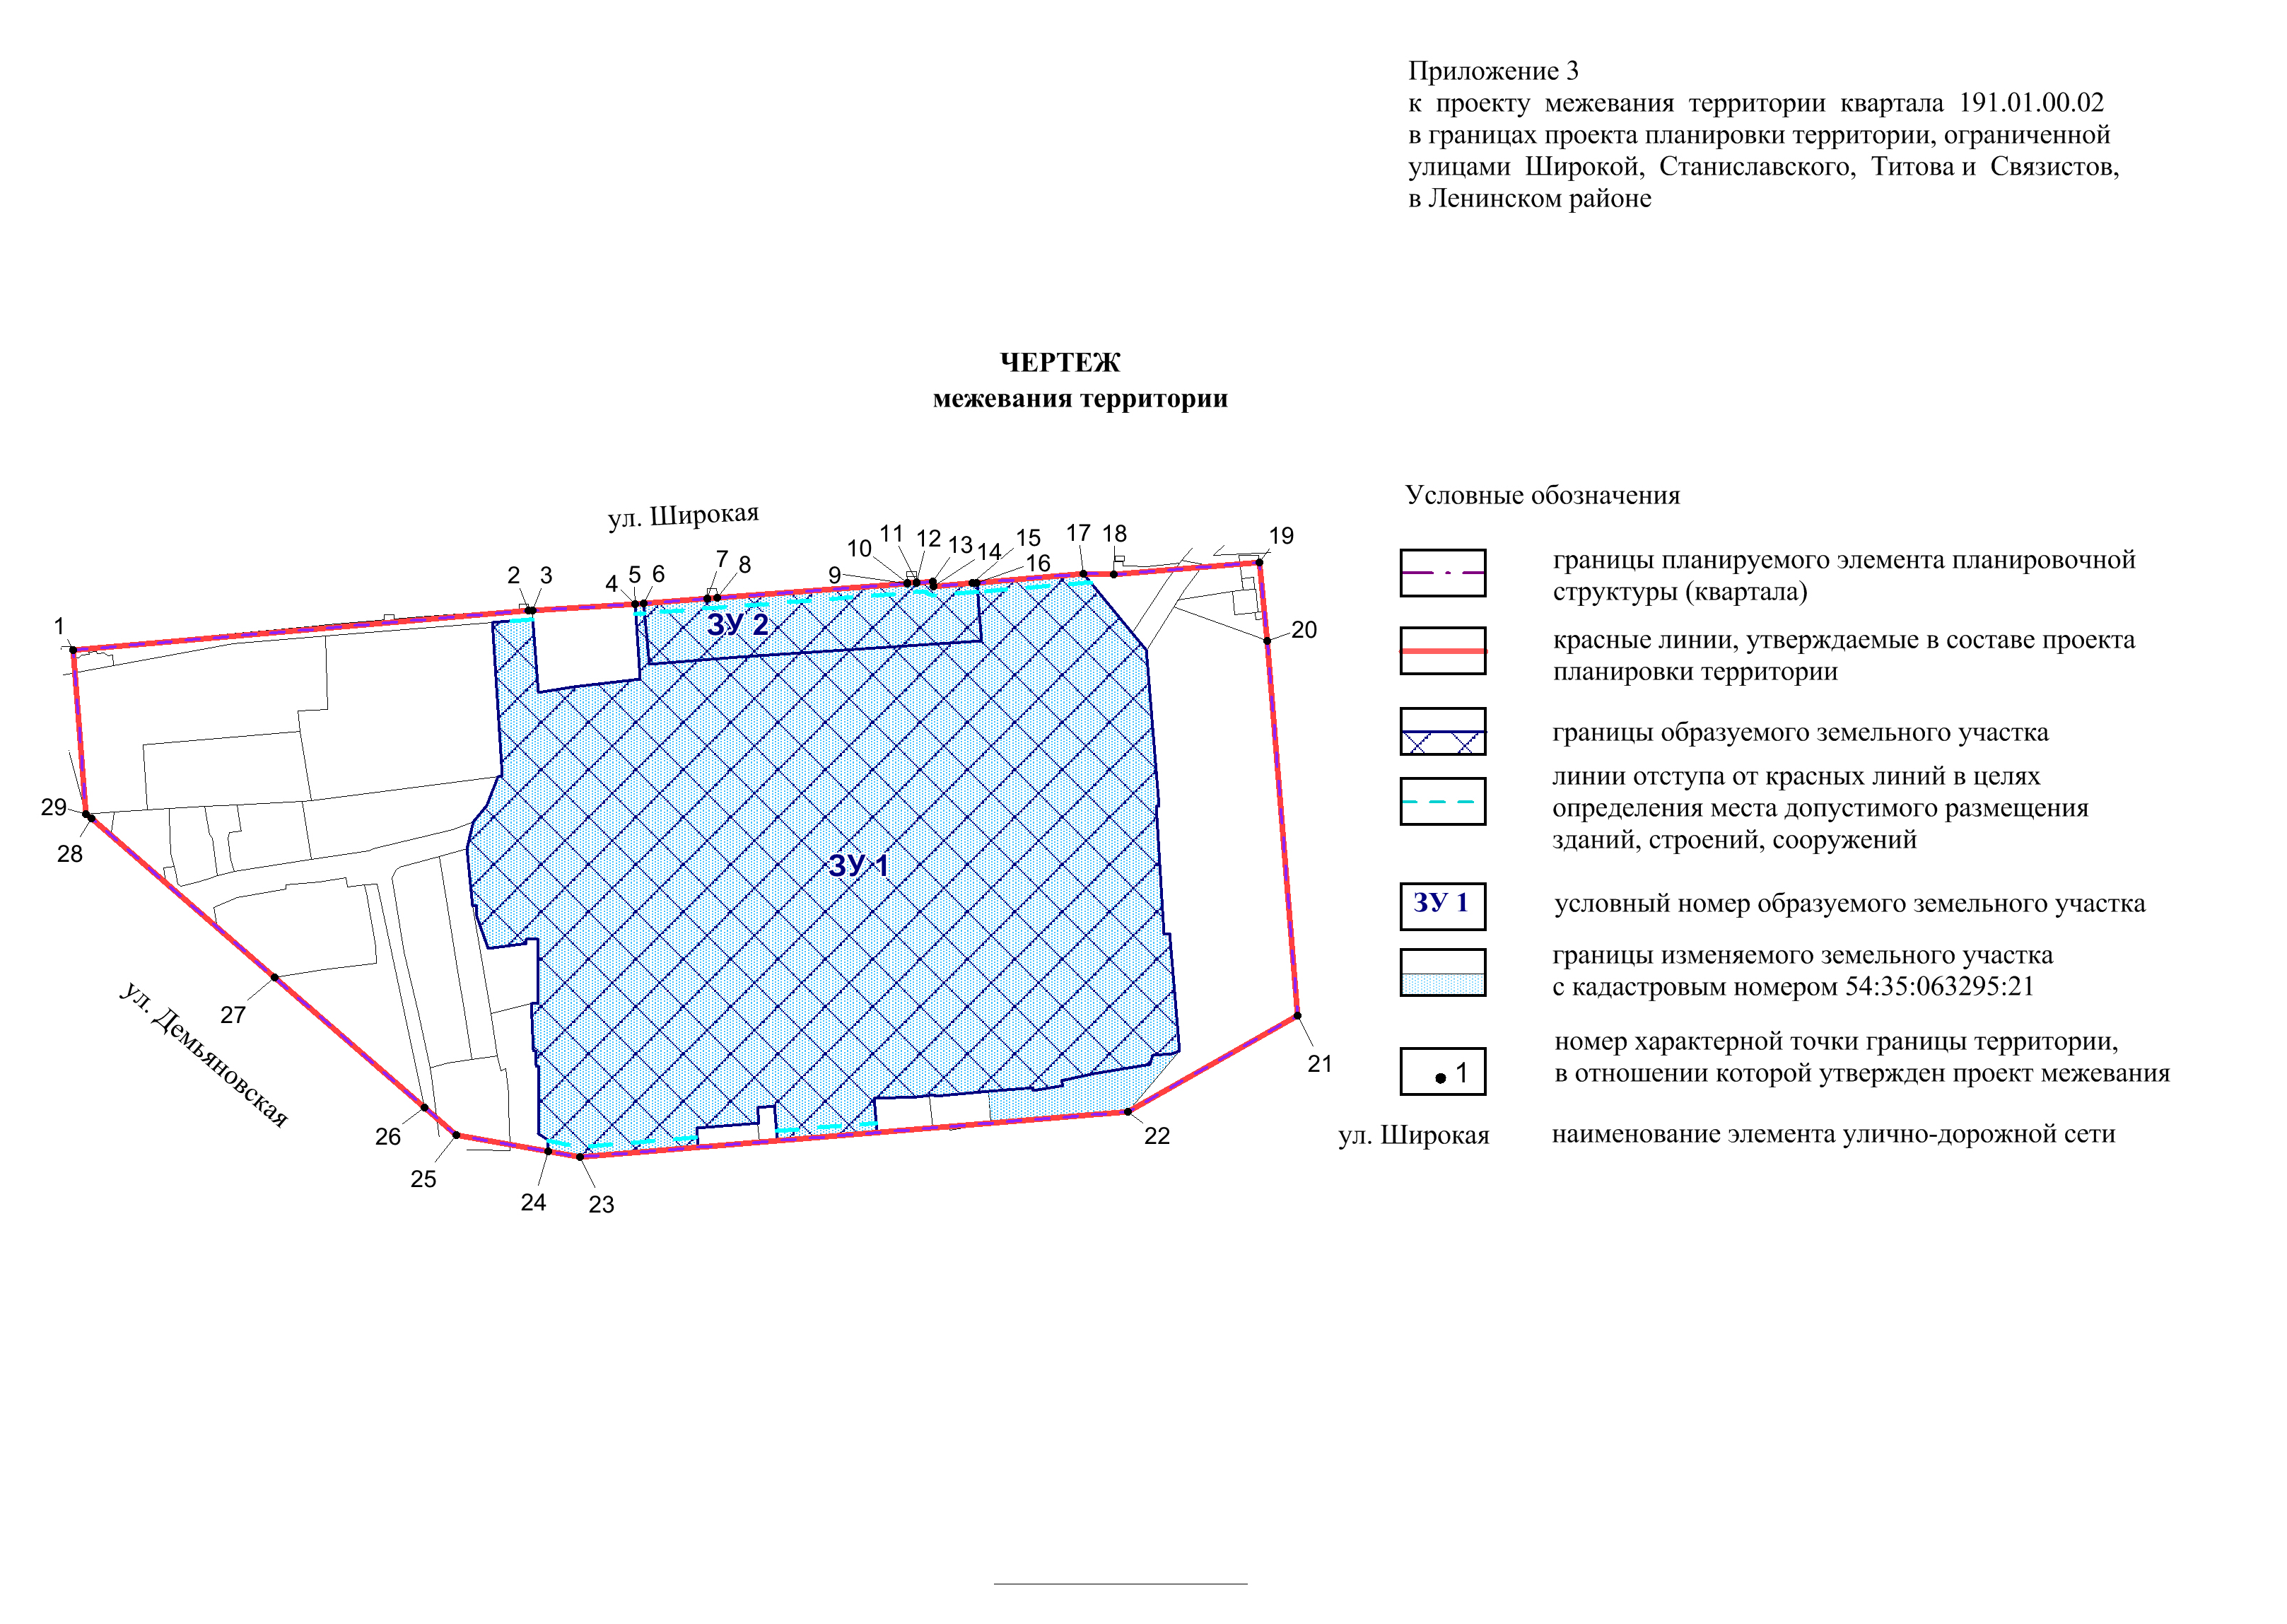 Приложение 3
к проекту межевания территории квартала 191.01.00.02
в границах проекта планировки территории, ограниченной
улицами Широкой, Станиславского, Титова и Связистов,
в Ленинском районе
ЧЕРТЕЖ
межевания территории
ул. Широкая
1
2
3
4
5
6
7
8
9
10
11
12
13
14
15
16
17
18
19
20
21
22
23
24
25
26
27
28
29
ЗУ 2
ЗУ 1
ул. Демьяновская
Условные обозначения
границы планируемого элемента планировочной
структуры (квартала)
красные линии, утверждаемые в составе проекта
планировки территории
границы образуемого земельного участка
линии отступа от красных линий в целях
определения места допустимого размещения
зданий, строений, сооружений
ЗУ 1 условный номер образуемого земельного участка
границы изменяемого земельного участка
с кадастровым номером 54:35:063295:21
1 номер характерной точки границы территории,
в отношении которой утвержден проект межевания
ул. Широкая наименование элемента улично-дорожной сети